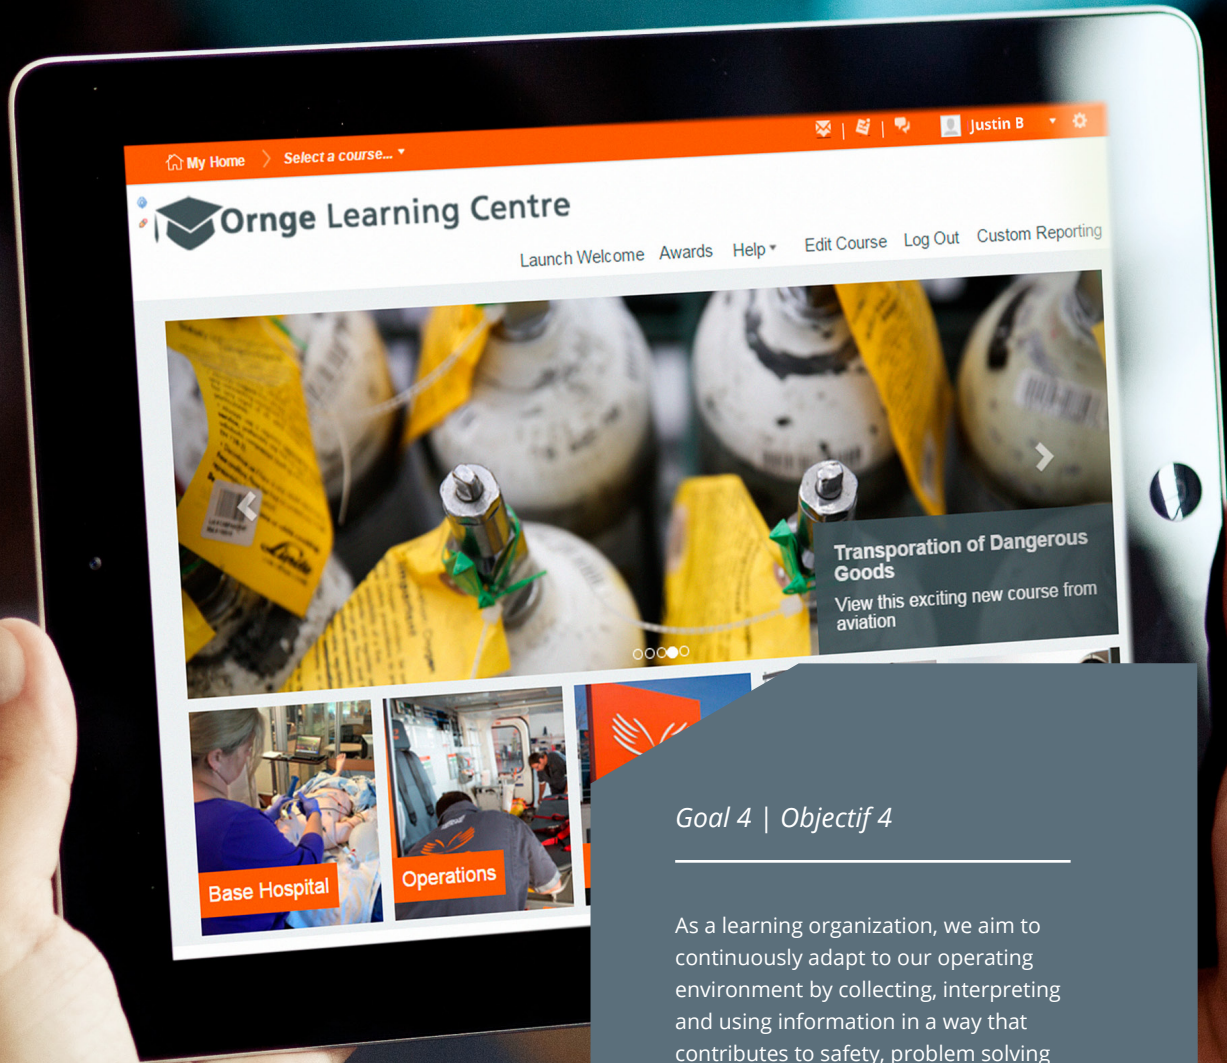 My Home
Select a course...
Justin B
Ornge Learning Centre
Launch Welcome
Awards
Help
Edit Course
Log Out
Custom Reporting
Transporation of Dangerous
Goods
View this exciting new course from
aviation
Base Hospital
Operations
Goal 4 | Objectif 4
As a learning organization, we aim to
continuously adapt to our operating
environment by collecting, interpreting
and using information in a way that
contributes to safety, problem solving